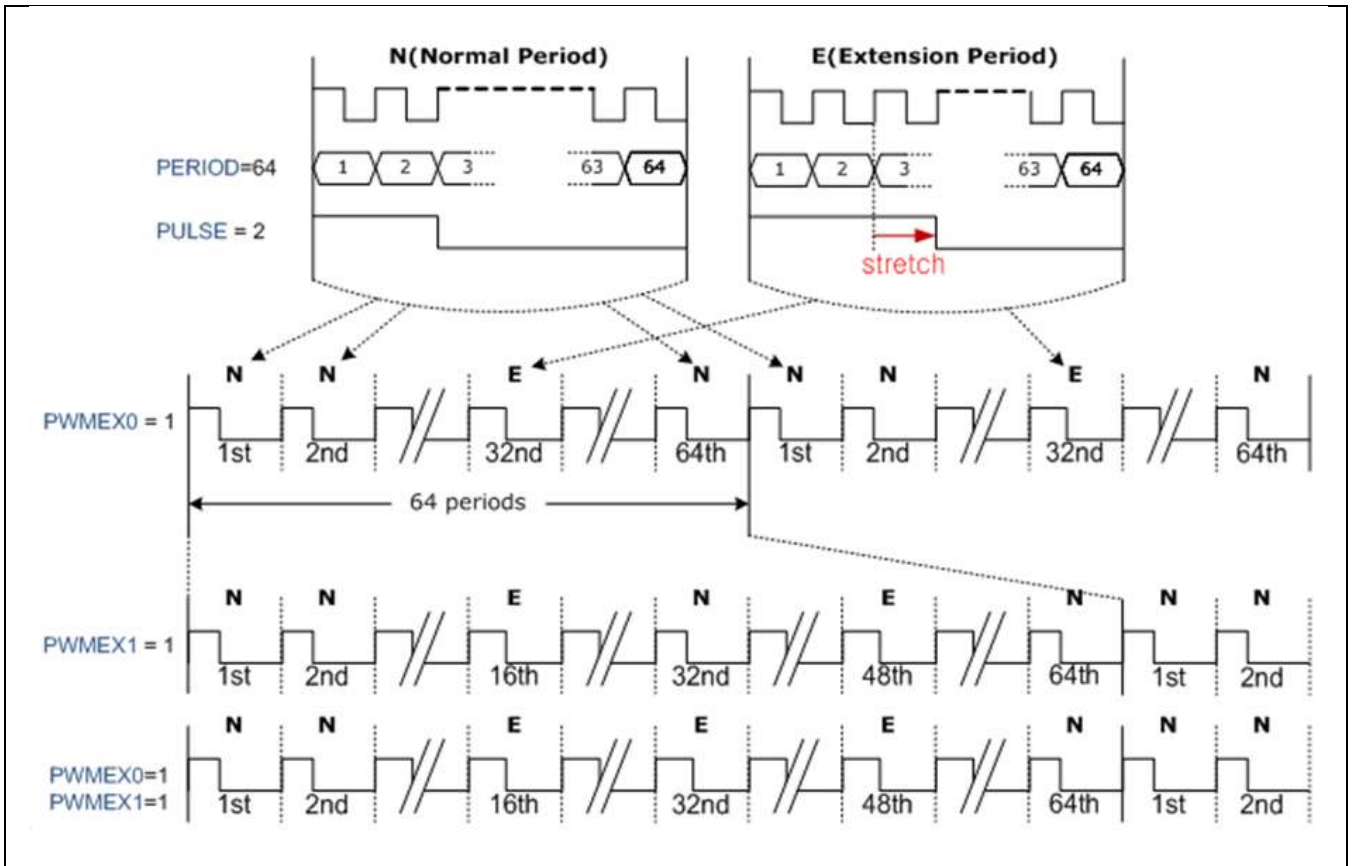 N(Normal Period) E(Extension Period)
PERIOD=64 1 2 3 63 64 1 2 3 63 64
PULSE = 2
stretch
N N E N N N E N
PWMEX0 = 1
1st 2nd 32nd 64th 1st 2nd 32nd 64th
64 periods
N N E N E N N N
PWMEX1 = 1
1st 2nd 16th 32nd 48th 64th 1st 2nd
N N E E E N N N
PWMEX0=1
PWMEX1=1
1st 2nd 16th 32nd 48th 64th 1st 2nd